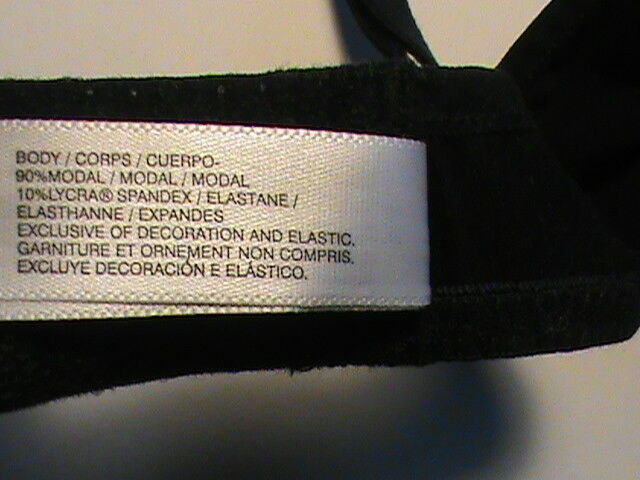 BODY / CORPS / CUERPO-
90%MODAL / MODAL / MODAL
10%LYCRA® SPANDEX / ELASTANE /
ELASTHANNE / EXPANDES
EXCLUSIVE OF DECORATION AND ELASTIC.
GARNITURE ET ORNEMENT NON COMPRIS.
EXCLUYE DECORACIÓN E ELÁSTICO.